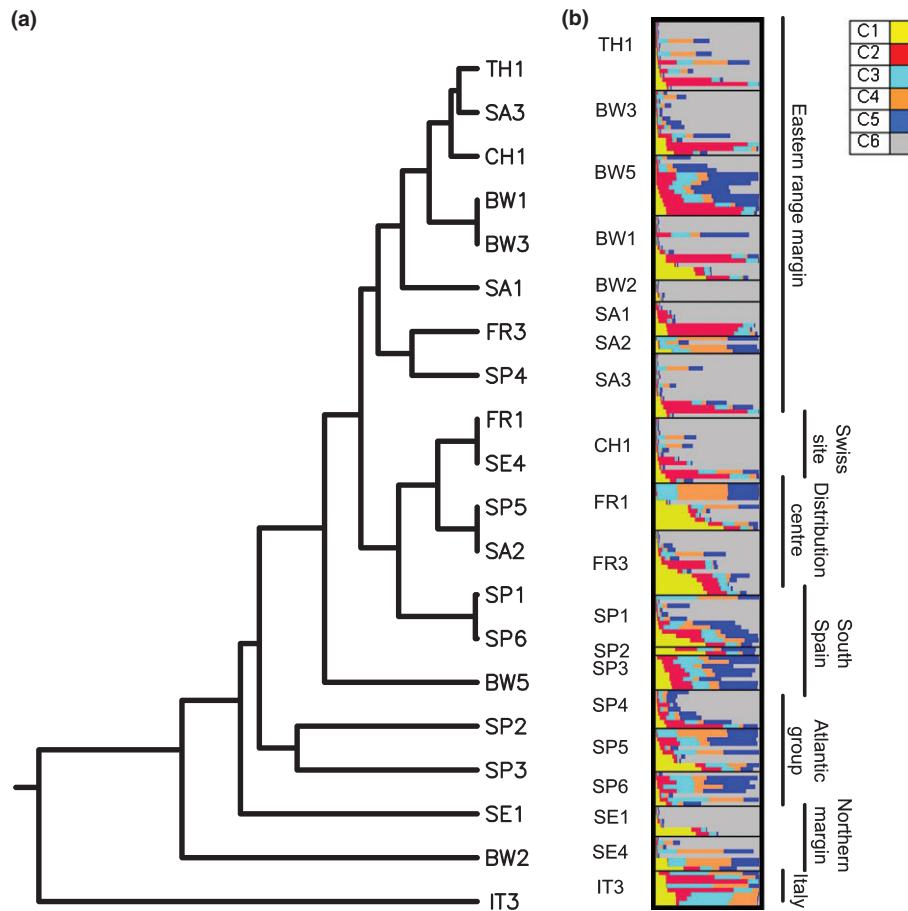 (a)
TH1
SA3
CH1
BW1
BW3
SA1
FR3
SP4
FR1
SE4
SP5
SA2
SP1
SP6
BW5
SP2
SP3
SE1
BW2
IT3
(b)
TH1
BW3
BW5
BW1
BW2
SA1
SA2
SA3
CH1
FR1
FR3
SP1
SP2
SP3
SP4
SP5
SP6
SE1
SE4
IT3
Eastern range margin
Swiss
site
Distribution
centre
South
Spain
Atlantic
group
Northern
margin
Italy
C1
C2
C3
C4
C5
C6